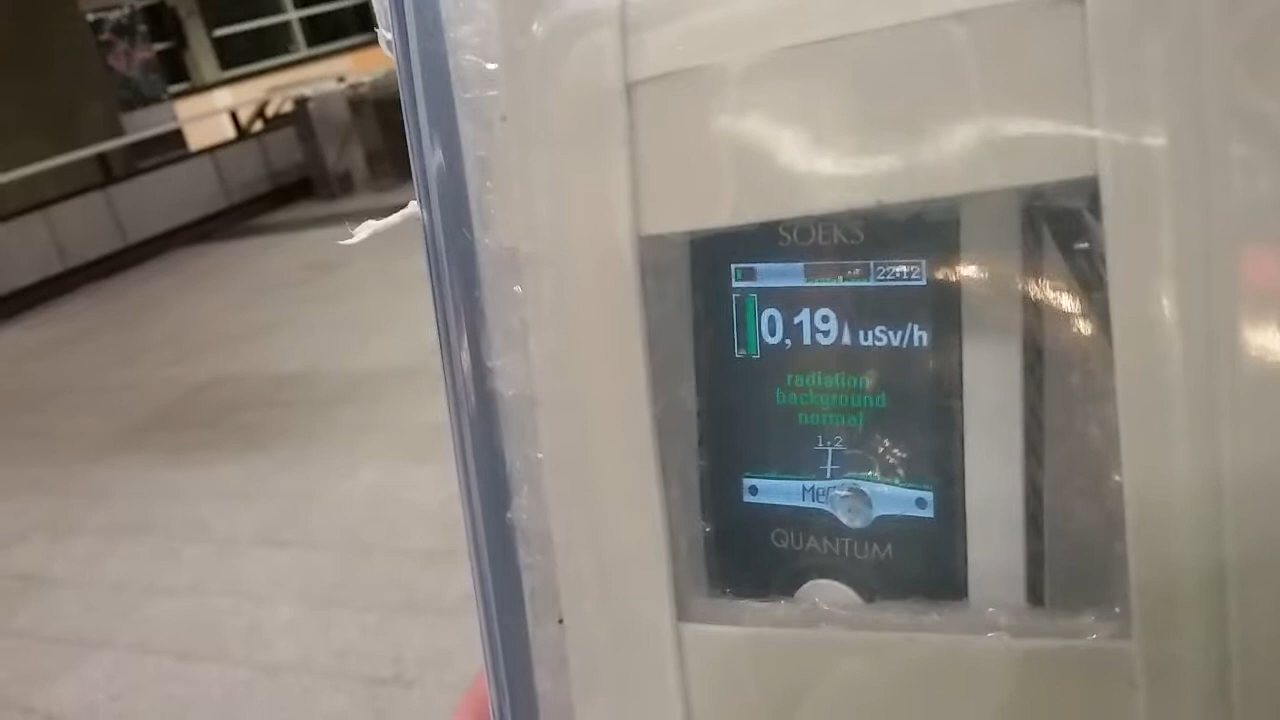 SOEKS
22:12
0,19 uSv/h
radiation
background
normal
1.2
QUANTUM